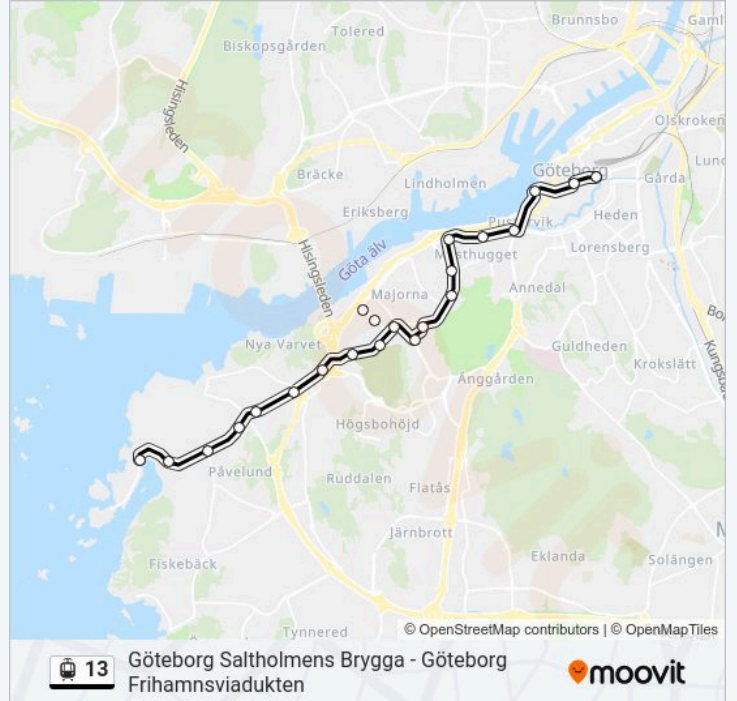 Brunnsbo
Gaml
Tolered
Biskopsgården
Hisingsleden
Olskroken
Göteborg
Lund
Bräcke
Lindholmen
Gårda
Eriksberg
Heden
Hisingsleden
Göta älv
Masthugget
Lorensberg
Majorna
Annedal
Nya Varvet
Guldheden
Krokslätt
Änggården
Högsbohöjd
Påvelund
Ruddalen
Flatås
Järnbrott
Fiskebäck
Eklanda
Solängen
Tynnered
© OpenStreetMap contributors | © OpenMapTiles
13
Göteborg Saltholmens Brygga - Göteborg
Frihamnsviadukten
moovit